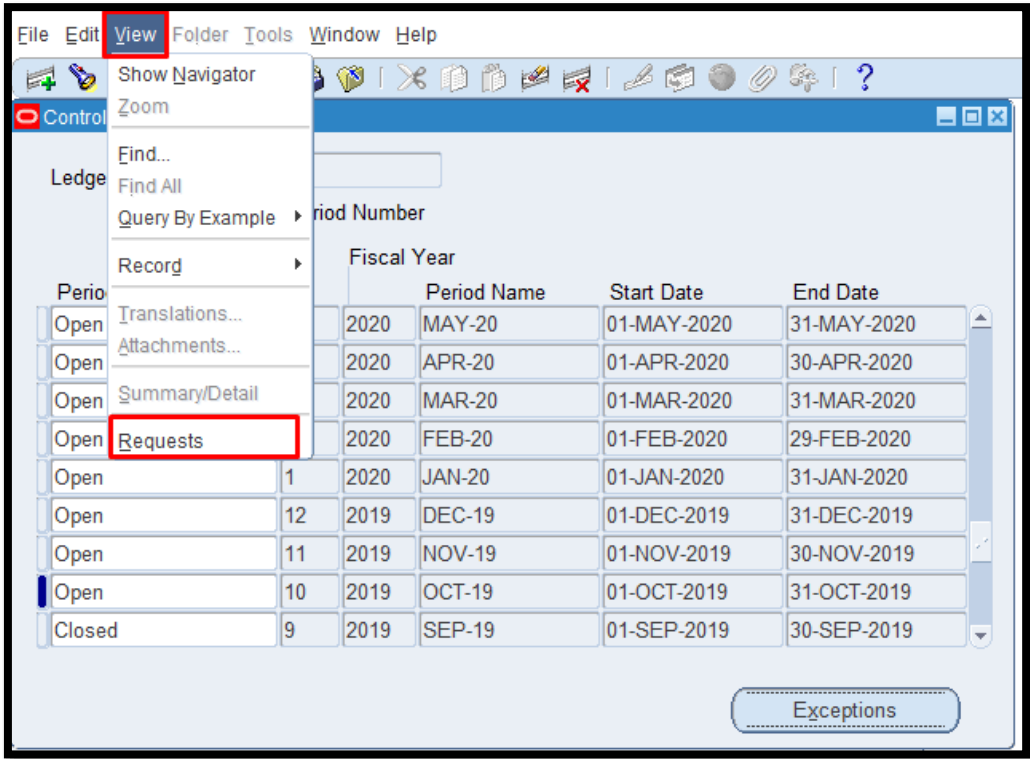 File Edit View Folder Tools Window Help
Show Navigator
Zoom
Find...
Find All
Query By Example
Record
Translations...
Attachments...
Summary/Detail
Requests
Control
Ledge
riod Number
Fiscal Year
Perio Period Name Start Date End Date
Open 2020 MAY-20 01-MAY-2020 31-MAY-2020
Open 2020 APR-20 01-APR-2020 30-APR-2020
Open 2020 MAR-20 01-MAR-2020 31-MAR-2020
Open 2020 FEB-20 01-FEB-2020 29-FEB-2020
Open 1 2020 JAN-20 01-JAN-2020 31-JAN-2020
Open 12 2019 DEC-19 01-DEC-2019 31-DEC-2019
Open 11 2019 NOV-19 01-NOV-2019 30-NOV-2019
Open 10 2019 OCT-19 01-OCT-2019 31-OCT-2019
Closed 9 2019 SEP-19 01-SEP-2019 30-SEP-2019
Exceptions